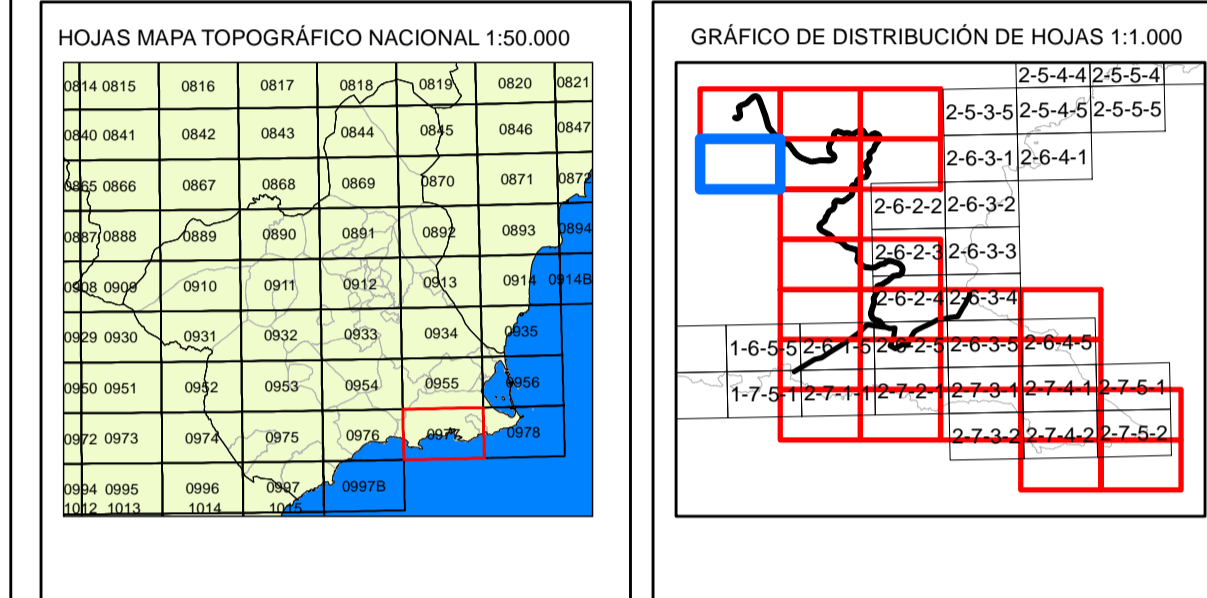 HOJAS MAPA TOPOGRÁFICO NACIONAL 1:50.000
0814 0815 0816 0817 0818 0819 0820 0821
0840 0841 0842 0843 0844 0845 0846 0847
0865 0866 0867 0868 0869 0870 0871 0872
0887 0888 0889 0890 0891 0892 0893 0894
0908 0909 0910 0911 0912 0913 0914 0914B
0929 0930 0931 0932 0933 0934 0935
0950 0951 0952 0953 0954 0955 0956
0972 0973 0974 0975 0976 0977 0978
0994 0995 0996 0997 0997B
1012 1013 1014 1015
GRÁFICO DE DISTRIBUCIÓN DE HOJAS 1:1.000
2-5-4-4 2-5-5-4
2-5-3-5 2-5-4-5 2-5-5-5
2-6-3-1 2-6-4-1
2-6-2-2 2-6-3-2
2-6-2-3 2-6-3-3
2-6-2-4 2-6-3-4
1-6-5-5 2-6-1-5 2-6-2-5 2-6-3-5 2-6-4-5
1-7-5-1 2-7-1-1 2-7-2-1 2-7-3-1 2-7-4-1 2-7-5-1
2-7-3-2 2-7-4-2 2-7-5-2